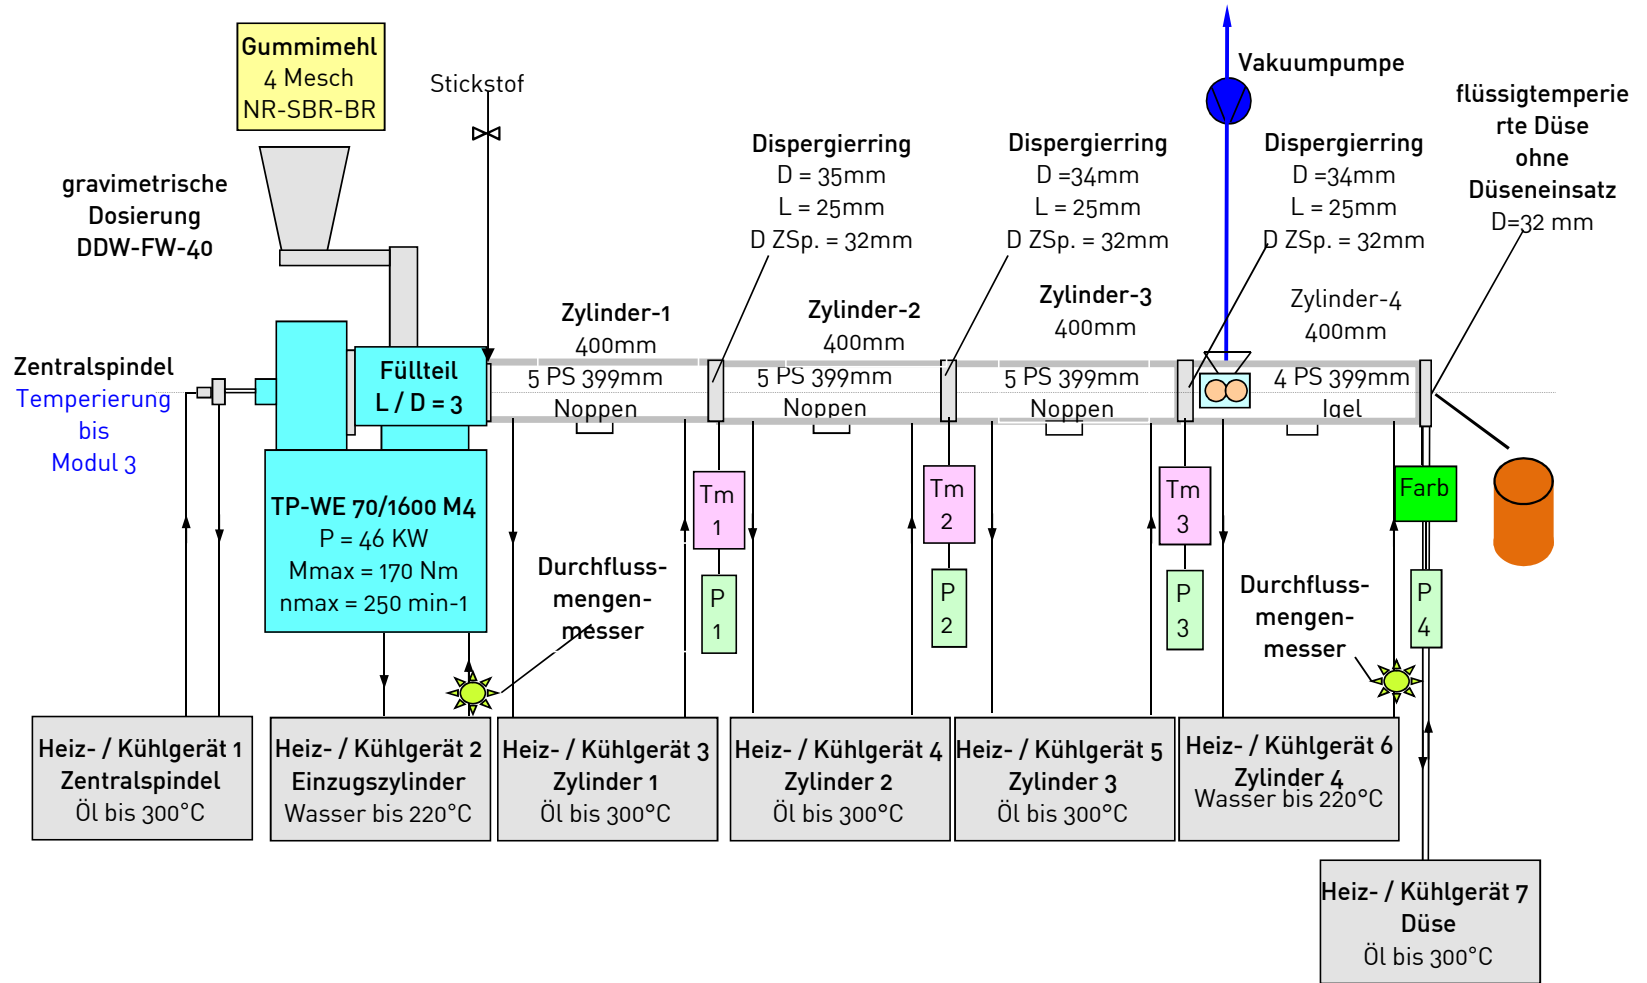 Gummimehl
4 Mesch
NR-SBR-BR
Stickstof
Vakuumpumpe
flüssigtemperie
rte Düse
ohne
Düseneinsatz
D=32 mm
gravimetrische
Dosierung
DDW-FW-40
Dispergierring
D = 35mm
L = 25mm
D ZSp. = 32mm
Dispergierring
D =34mm
L = 25mm
D ZSp. = 32mm
Dispergierring
D =34mm
L = 25mm
D ZSp. = 32mm
Zylinder-1
400mm
Zylinder-2
400mm
Zylinder-3
400mm
Zylinder-4
400mm
Zentralspindel
Temperierung
bis
Modul 3
Füllteil
L / D = 3
5 PS 399mm
Noppen
5 PS 399mm
Noppen
5 PS 399mm
Noppen
4 PS 399mm
Igel
TP-WE 70/1600 M4
P = 46 KW
Mmax = 170 Nm
nmax = 250 min-1
Tm
1
Tm
2
Tm
3
Farb
P
1
P
2
P
3
P
4
Durchfluss-
mengen-
messer
Durchfluss-
mengen-
messer
Heiz- / Kühlgerät 1
Zentralspindel
Öl bis 300°C
Heiz- / Kühlgerät 2
Einzugszylinder
Wasser bis 220°C
Heiz- / Kühlgerät 3
Zylinder 1
Öl bis 300°C
Heiz- / Kühlgerät 4
Zylinder 2
Öl bis 300°C
Heiz- / Kühlgerät 5
Zylinder 3
Öl bis 300°C
Heiz- / Kühlgerät 6
Zylinder 4
Wasser bis 220°C
Heiz- / Kühlgerät 7
Düse
Öl bis 300°C